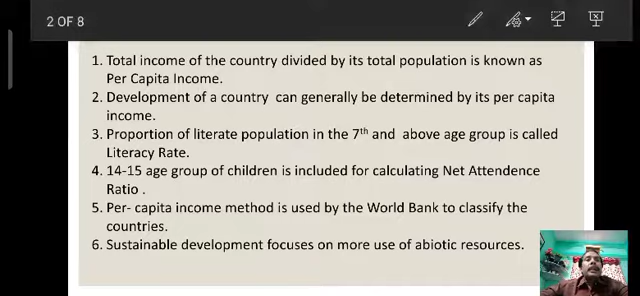 2 OF 8
1. Total income of the country divided by its total population is known as
Per Capita Income.
2. Development of a country can generally be determined by its per capita
income.
3. Proportion of literate population in the 7th and above age group is called
Literacy Rate.
4. 14-15 age group of children is included for calculating Net Attendence
Ratio .
5. Per- capita income method is used by the World Bank to classify the
countries.
6. Sustainable development focuses on more use of abiotic resources.